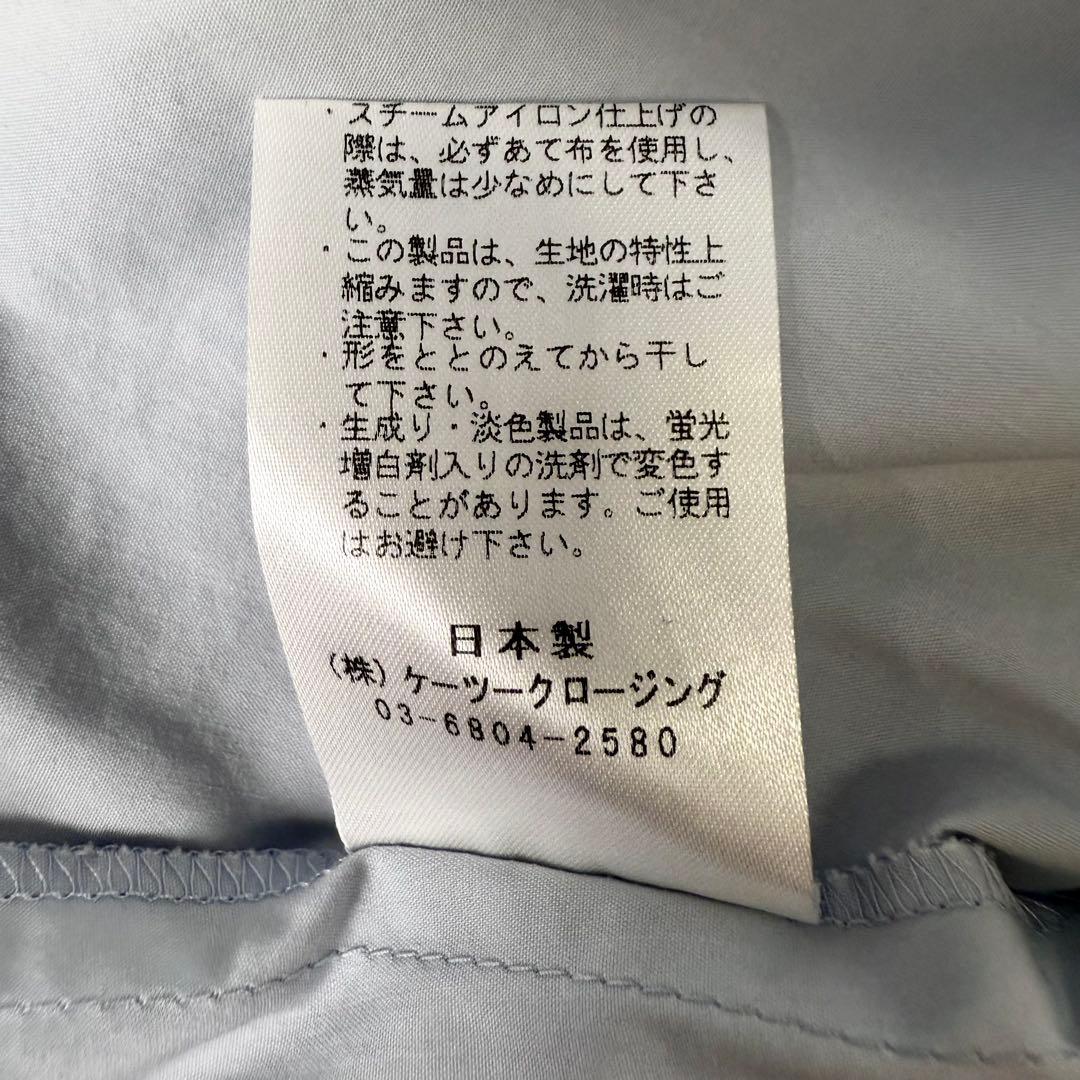 ・スチームアイロン仕上げの
際は、必ずあて布を使用し、
蒸気量は少なめにして下さ
い。
・この製品は、生地の特性上
縮みますので、洗濯時はご
注意下さい。
・形をととのえてから干し
て下さい。
・生成り・淡色製品は、蛍光
増白剤入りの洗剤で変色す
ることがあります。ご使用
はお避け下さい。
日本製
(株)ケーツークロージング
03-6804-2580